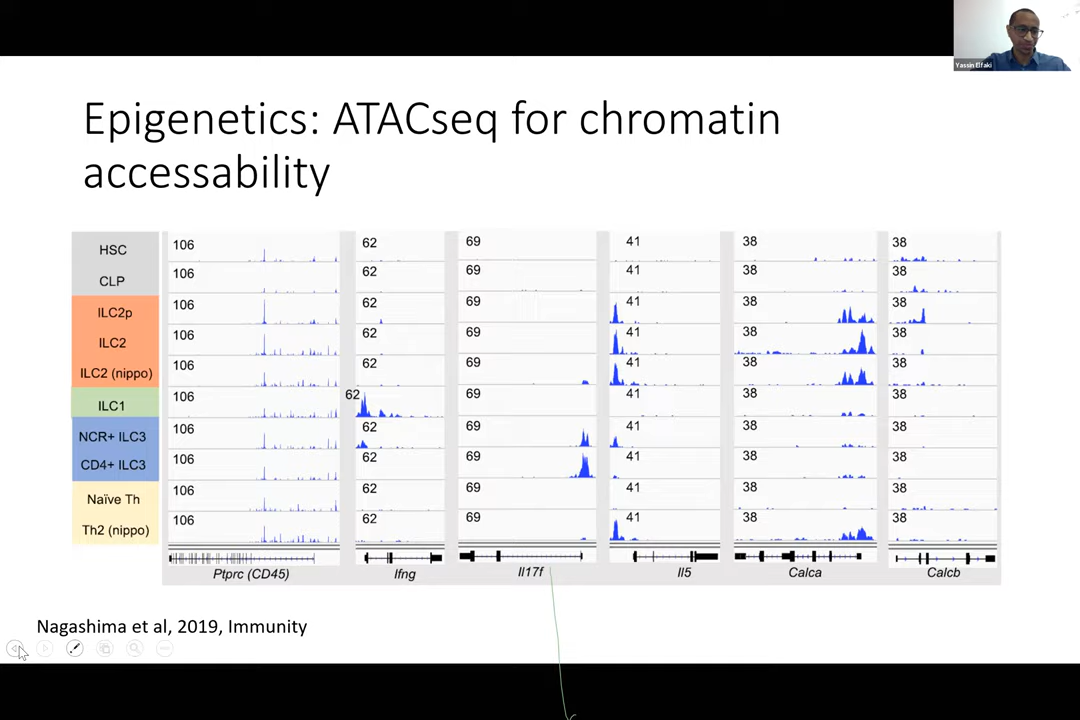 Yassin Elfaki
Epigenetics: ATACseq for chromatin
accessability
HSC 106 62 69 41 38 38
CLP 106 62 69 41 38 38
ILC2p 106 62 69 41 38 38
ILC2 106 62 69 41 38 38
ILC2 (nippo) 106 62 69 41 38 38
ILC1 106 62 69 41 38 38
NCR+ ILC3 106 62 69 41 38 38
CD4+ ILC3 106 62 69 41 38 38
Naïve Th 106 62 69 41 38 38
Th2 (nippo) 106 62 69 41 38 38
Ptprc (CD45) Ifng Il17f Il5 Calca Calcb
Nagashima et al, 2019, Immunity